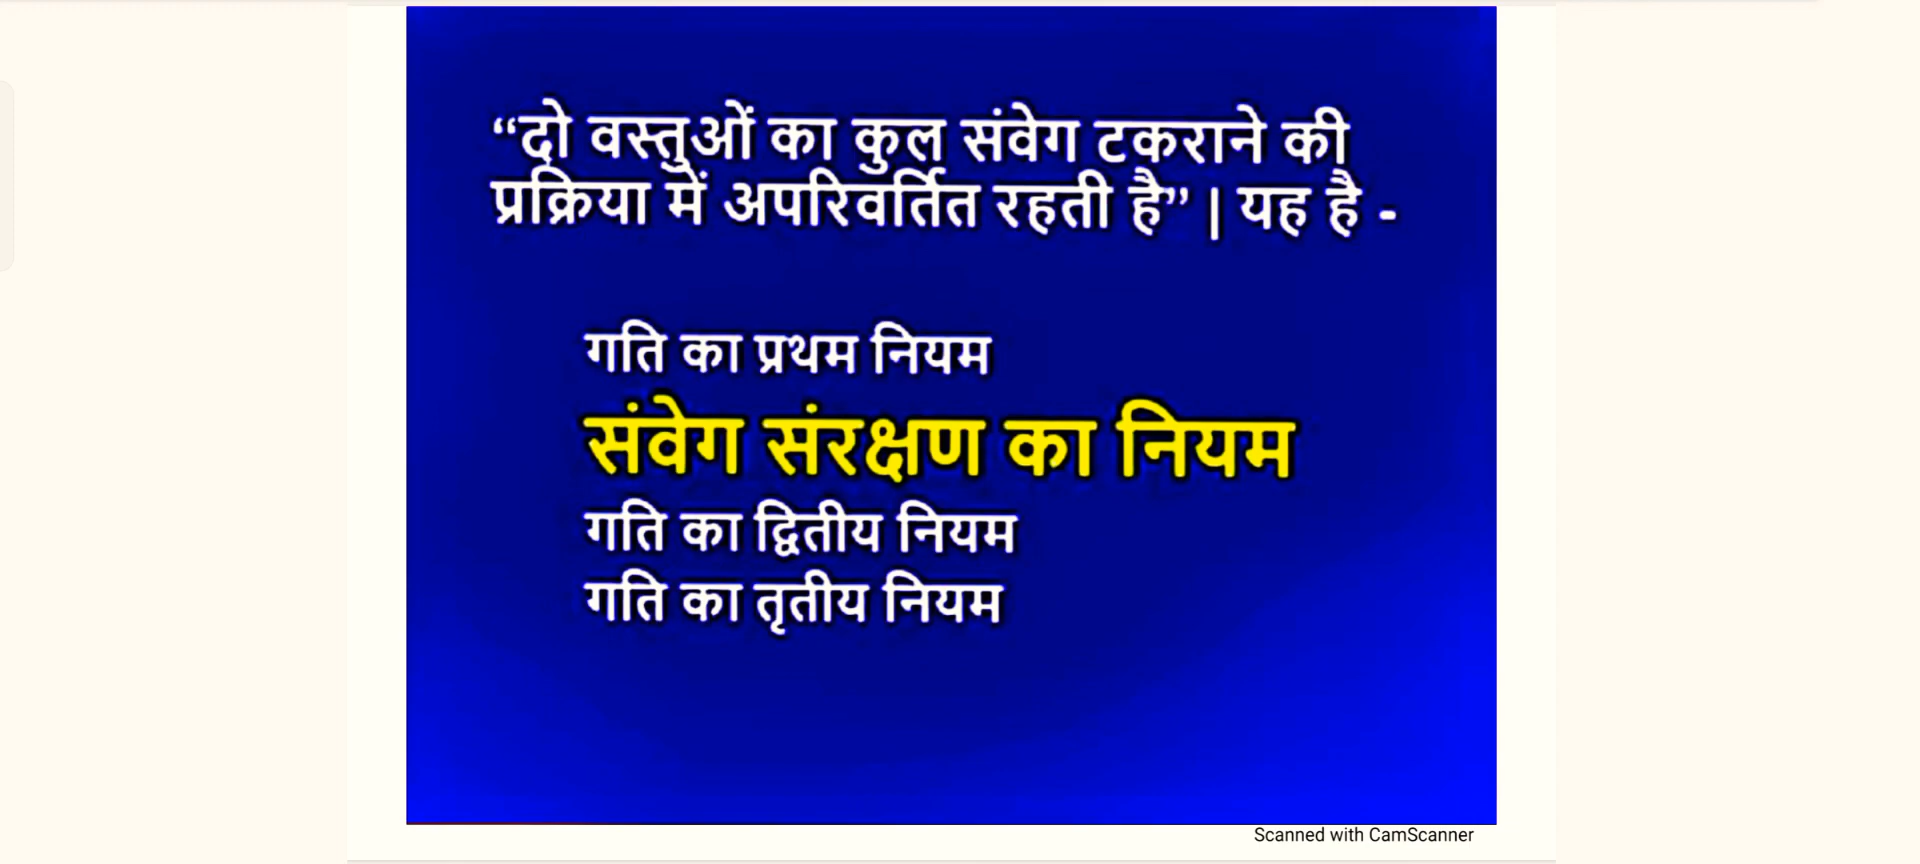 “दो वस्तुओं का कुल संवेग टकराने की
प्रक्रिया में अपरिवर्तित रहती है” | यह है -
गति का प्रथम नियम
संवेग संरक्षण का नियम
गति का द्वितीय नियम
गति का तृतीय नियम
Scanned with CamScanner